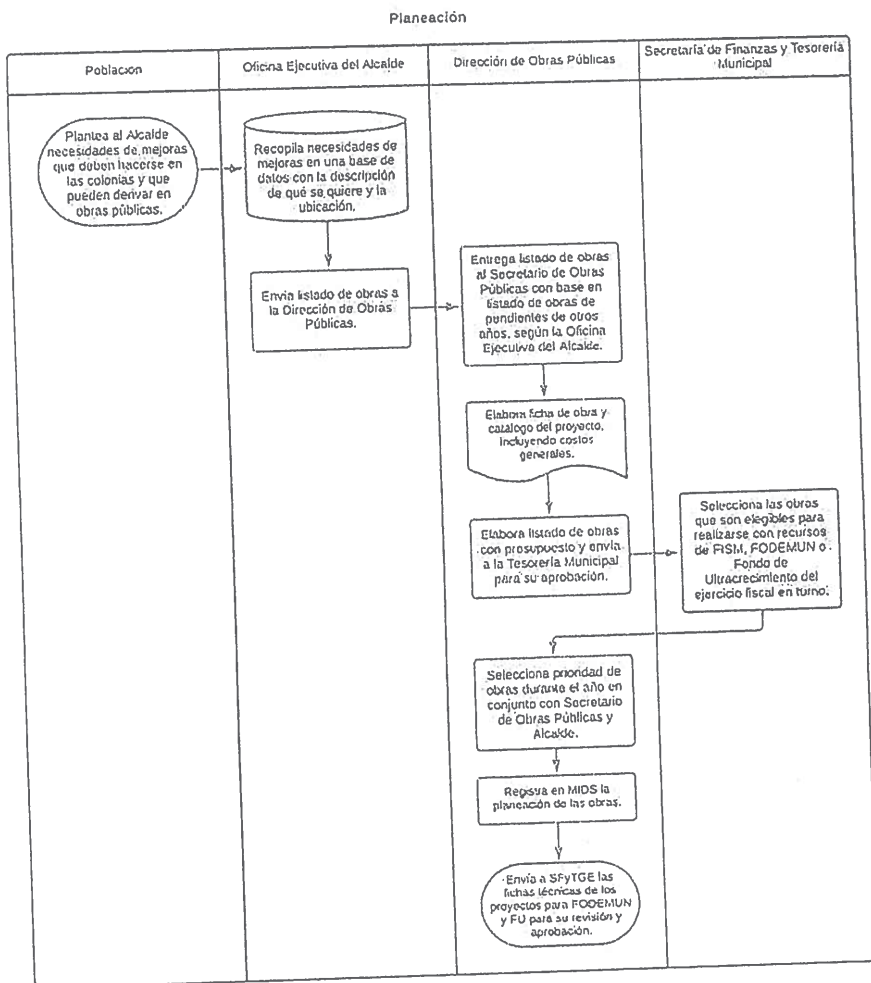 Planeación
Población
Oficina Ejecutiva del Alcalde
Dirección de Obras Públicas
Secretaría de Finanzas y Tesorería
Municipal
Plantea al Alcalde
necesidades de mejoras
que deben hacerse en
las colonias y que
pueden derivar en
obras públicas.
Recopila necesidades de
mejoras en una base de
datos con la descripción
de qué se quiere y la
ubicación.
Envía listado de obras a
la Dirección de Obras
Públicas.
Entrega listado de obras
al Secretario de Obras
Públicas con base en
listado de obras de
pendientes de otros
años, según la Oficina
Ejecutiva del Alcalde.
Elabora ficha de obra y
catálogo del proyecto,
incluyendo costos
generales.
Elabora listado de obras
con presupuesto y envía
a la Tesorería Municipal
para su aprobación.
Selecciona las obras
que son elegibles para
realizarse con recursos
de FISM, FODEMUN o
Fondo de
Ultracrecimiento del
ejercicio fiscal en turno.
Selecciona prioridad de
obras durante el año en
conjunto con Secretario
de Obras Públicas y
Alcalde.
Registra en MIDS la
planeación de las obras.
Envía a SFyTGE las
fichas técnicas de los
proyectos para FODEMUN
y FU para su revisión y
aprobación.